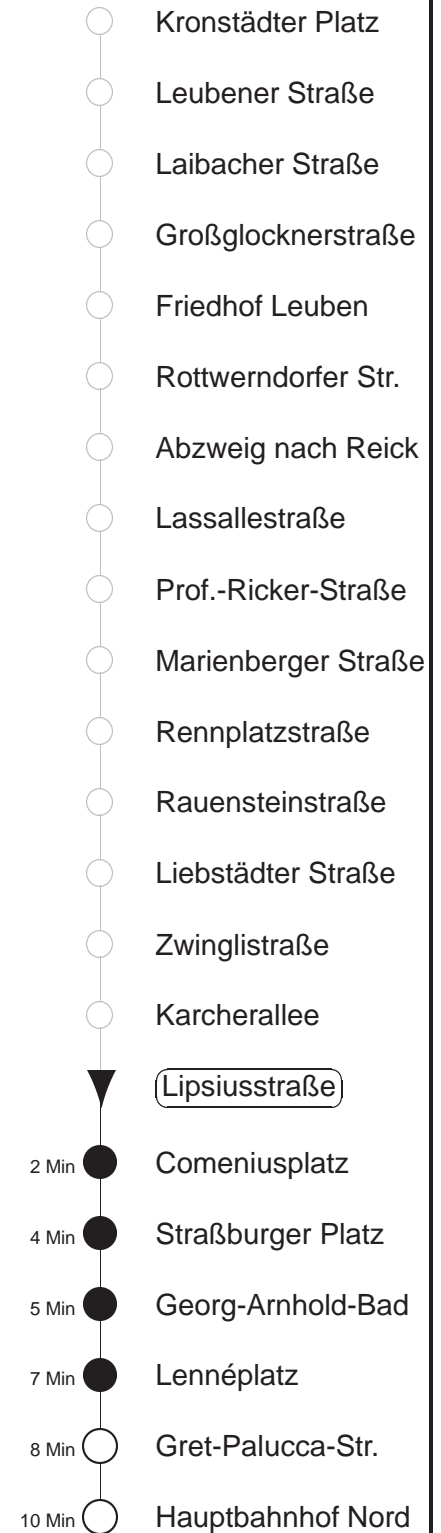 Kronstädter Platz
Leubener Straße
Laibacher Straße
Großglocknerstraße
Friedhof Leuben
Rottwerndorfer Str.
Abzweig nach Reick
Lassallestraße
Prof.-Ricker-Straße
Marienberger Straße
Rennplatzstraße
Rauensteinstraße
Liebstädter Straße
Zwinglistraße
Karcherallee
Lipsiusstraße
2 Min Comeniusplatz
4 Min Straßburger Platz
5 Min Georg-Arnhold-Bad
7 Min Lennéplatz
8 Min Gret-Palucca-Str.
10 Min Hauptbahnhof Nord